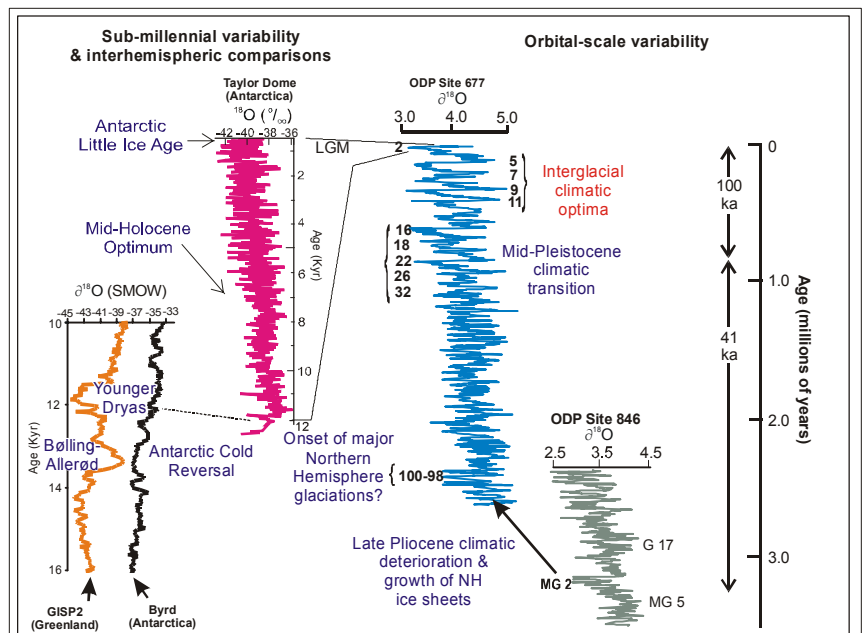 Sub-millennial variability
& interhemispheric comparisons
Orbital-scale variability
Taylor Dome
(Antarctica)
¹⁸O (°/∞)
-42 -40 -38 -36
ODP Site 677
∂¹⁸O
3.0 4.0 5.0
Antarctic
Little Ice Age
LGM
2
4
6
8
10
12
Age (Kyr)
Mid-Holocene
Optimum
∂¹⁸O (SMOW)
-45 -43 -41 -39 -37 -35 -33
10
12
14
16
Age (Kyr)
Younger
Dryas
Bølling-
Allerød
Antarctic Cold
Reversal
GISP2
(Greenland)
Byrd
(Antarctica)
2
5
7
9
11
Interglacial
climatic
optima
16
18
22
26
32
Mid-Pleistocene
climatic
transition
Onset of major
Northern
Hemisphere
glaciations?
100-98
Late Pliocene climatic
deterioration &
growth of NH
ice sheets
ODP Site 846
∂¹⁸O
2.5 3.5 4.5
G 17
MG 2
MG 5
100
ka
41
ka
0
1.0
2.0
3.0
Age (millions of years)